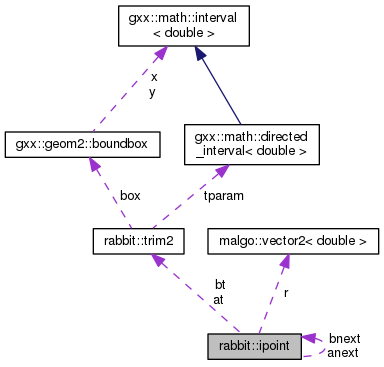 gxx::math::interval
< double >
x
y
gxx::geom2::boundbox
gxx::math::directed
_interval< double >
box
tparam
rabbit::trim2
malgo::vector2< double >
bt
at
r
rabbit::ipoint
bnext
anext